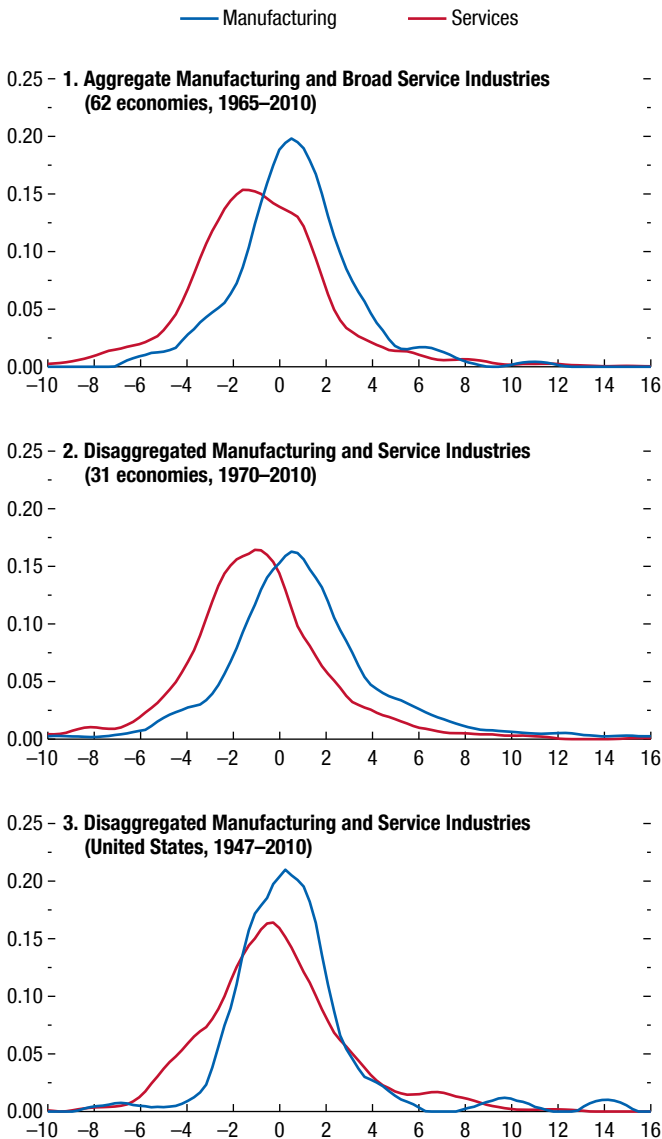 Manufacturing Services
1. Aggregate Manufacturing and Broad Service Industries
(62 economies, 1965–2010)
0.25
0.20
0.15
0.10
0.05
0.00
–10 –8 –6 –4 –2 0 2 4 6 8 10 12 14 16
2. Disaggregated Manufacturing and Service Industries
(31 economies, 1970–2010)
0.25
0.20
0.15
0.10
0.05
0.00
–10 –8 –6 –4 –2 0 2 4 6 8 10 12 14 16
3. Disaggregated Manufacturing and Service Industries
(United States, 1947–2010)
0.25
0.20
0.15
0.10
0.05
0.00
–10 –8 –6 –4 –2 0 2 4 6 8 10 12 14 16